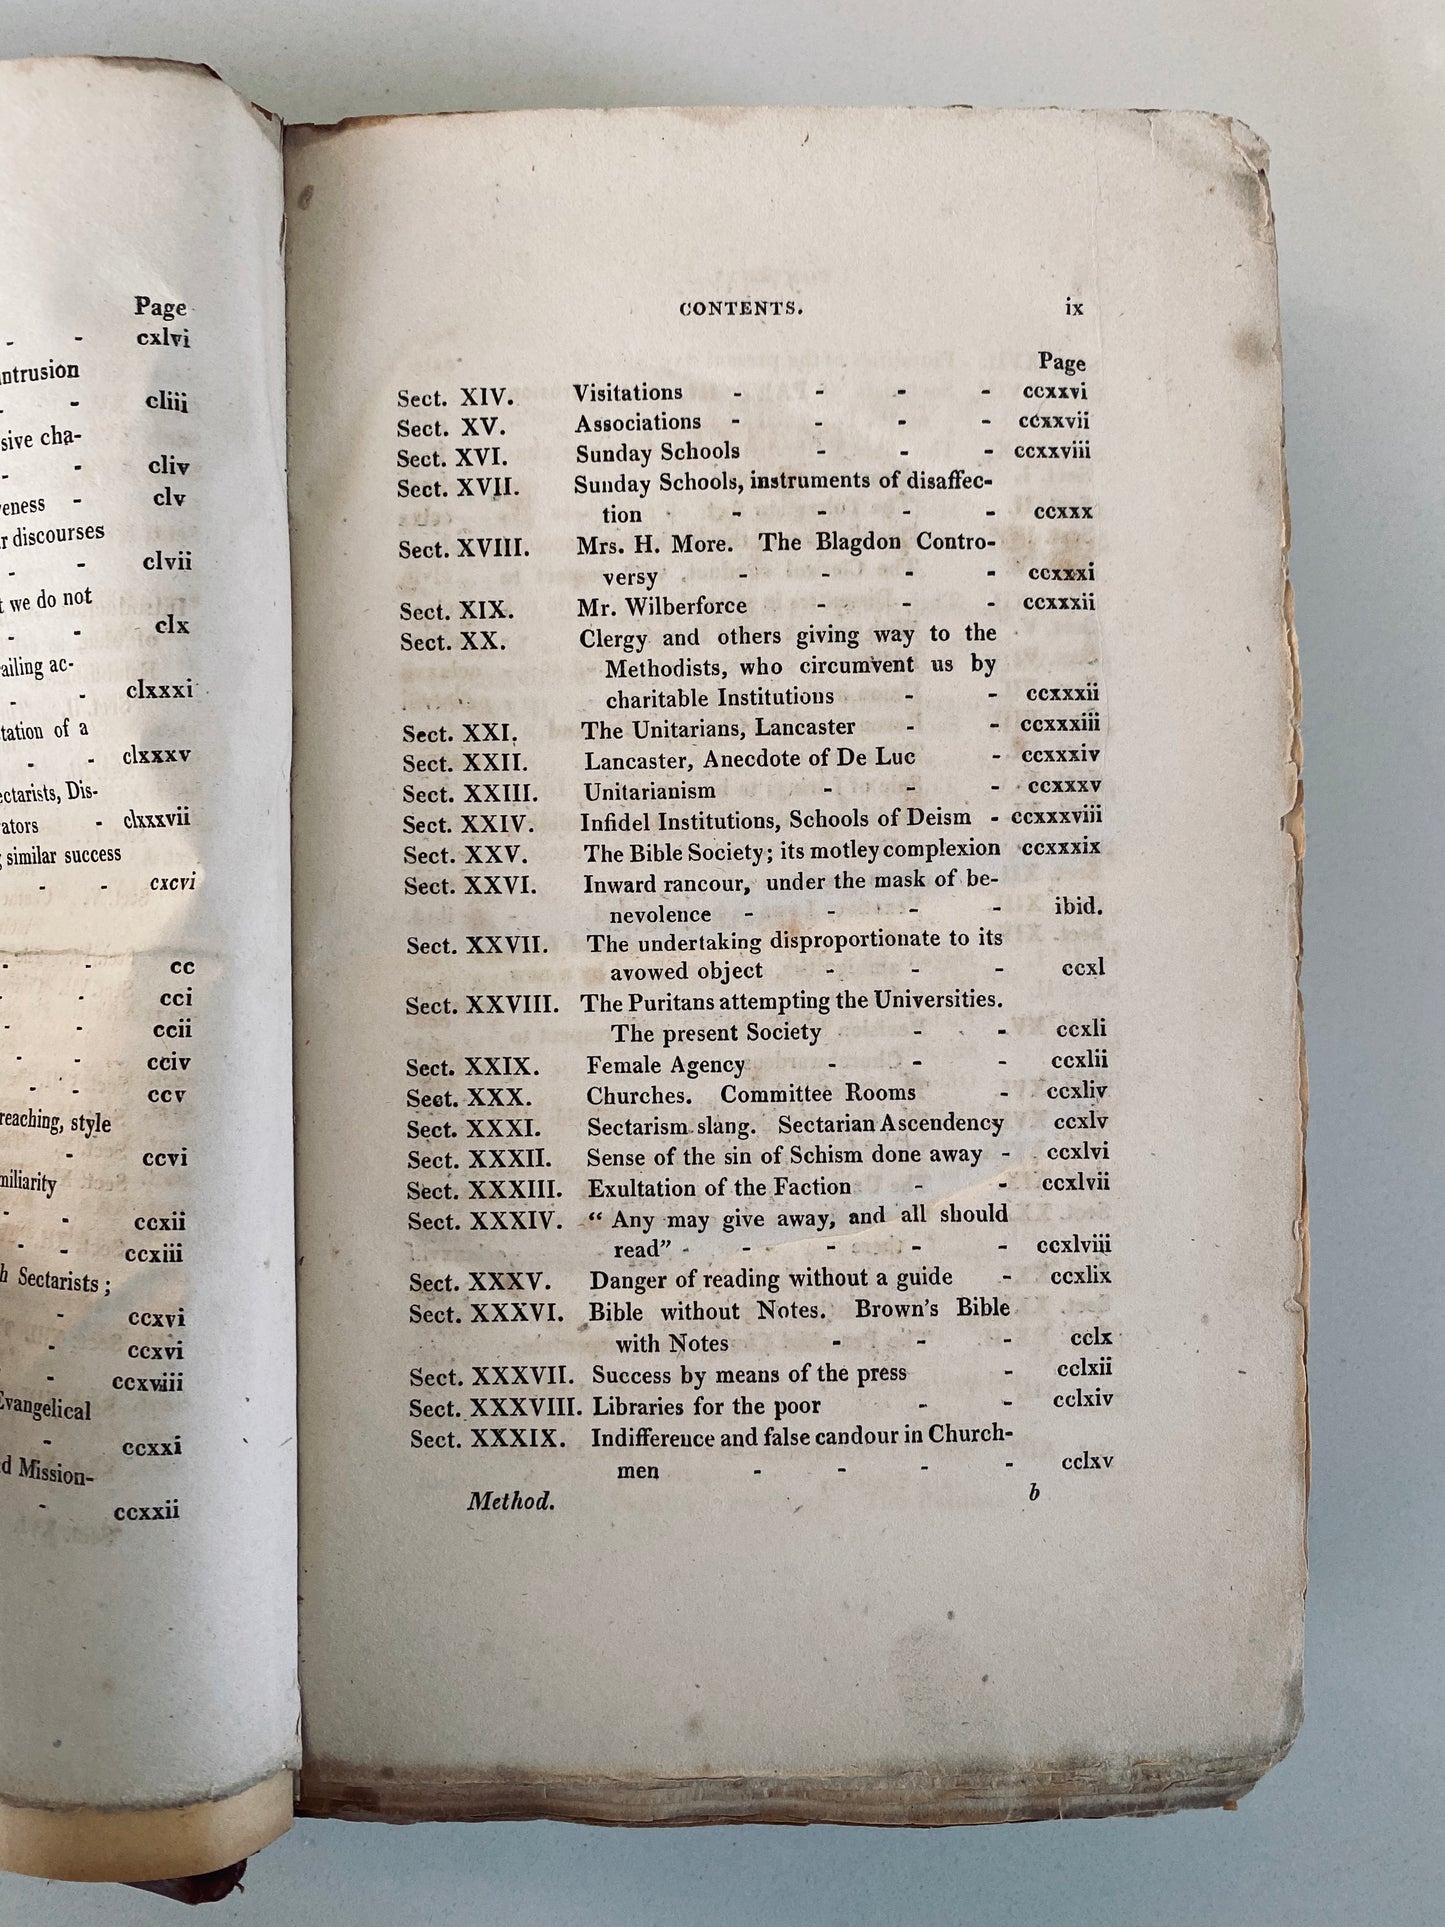 Page
- - cxlvi
ntrusion
- - cliii
sive cha-
- - cliv
eness - clv
r discourses
- - clvii
t we do not
- - clx
ailing ac-
- - clxxxi
tation of a
- - clxxxv
ectarists, Dis-
ators - clxxxvii
g similar success
- - cxcvi
- - cc
- - cci
- - ccii
- - cciv
- - ccv
reaching, style
- ccvi
miliarity
- - ccxii
- - ccxiii
h Sectarists;
- ccxvi
- ccxvi
- ccxviii
Evangelical
- ccxxi
d Mission-
- ccxxii
CONTENTS. ix
Page
Sect. XIV. Visitations - - - - ccxxvi
Sect. XV. Associations - - - - ccxxvii
Sect. XVI. Sunday Schools - - - ccxxviii
Sect. XVII. Sunday Schools, instruments of disaffec-
tion - - - - ccxxx
Sect. XVIII. Mrs. H. More. The Blagdon Contro-
versy - - - - ccxxxi
Sect. XIX. Mr. Wilberforce - - - ccxxxii
Sect. XX. Clergy and others giving way to the
Methodists, who circumvent us by
charitable Institutions - - ccxxxii
Sect. XXI. The Unitarians, Lancaster - - ccxxxiii
Sect. XXII. Lancaster, Anecdote of De Luc - ccxxxiv
Sect. XXIII. Unitarianism - - - ccxxxv
Sect. XXIV. Infidel Institutions, Schools of Deism - ccxxxviii
Sect. XXV. The Bible Society; its motley complexion ccxxxix
Sect. XXVI. Inward rancour, under the mask of be-
nevolence - - - - ibid.
Sect. XXVII. The undertaking disproportionate to its
avowed object - - - ccxl
Sect. XXVIII. The Puritans attempting the Universities.
The present Society - - ccxli
Sect. XXIX. Female Agency - - - ccxlii
Sect. XXX. Churches. Committee Rooms - ccxliv
Sect. XXXI. Sectarism slang. Sectarian Ascendency ccxlv
Sect. XXXII. Sense of the sin of Schism done away - ccxlvi
Sect. XXXIII. Exultation of the Faction - - ccxlvii
Sect. XXXIV. “ Any may give away, and all should
read” - - - - - ccxlviii
Sect. XXXV. Danger of reading without a guide - ccxlix
Sect. XXXVI. Bible without Notes. Brown's Bible
with Notes - - - cclx
Sect. XXXVII. Success by means of the press - cclxii
Sect. XXXVIII. Libraries for the poor - - cclxiv
Sect. XXXIX. Indifference and false candour in Church-
men - - - - cclxv
Method. b